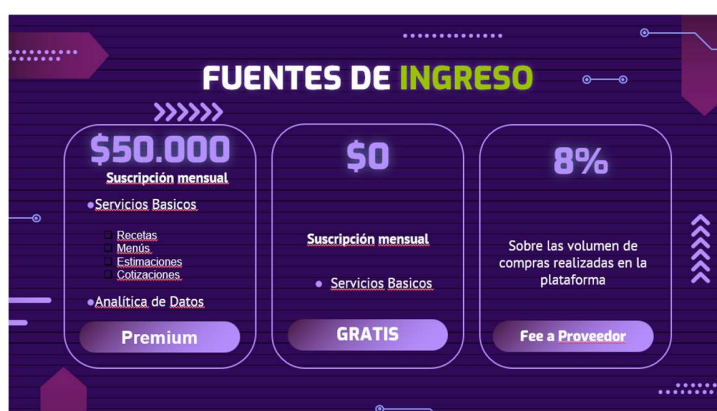 FUENTES DE INGRESO
$50.000
Suscripción mensual
Servicios Basicos
Recetas
Menús
Estimaciones
Cotizaciones
Analítica de Datos
Premium
$0
Suscripción mensual
Servicios Basicos
GRATIS
8%
Sobre las volumen de
compras realizadas en la
plataforma
Fee a Proveedor